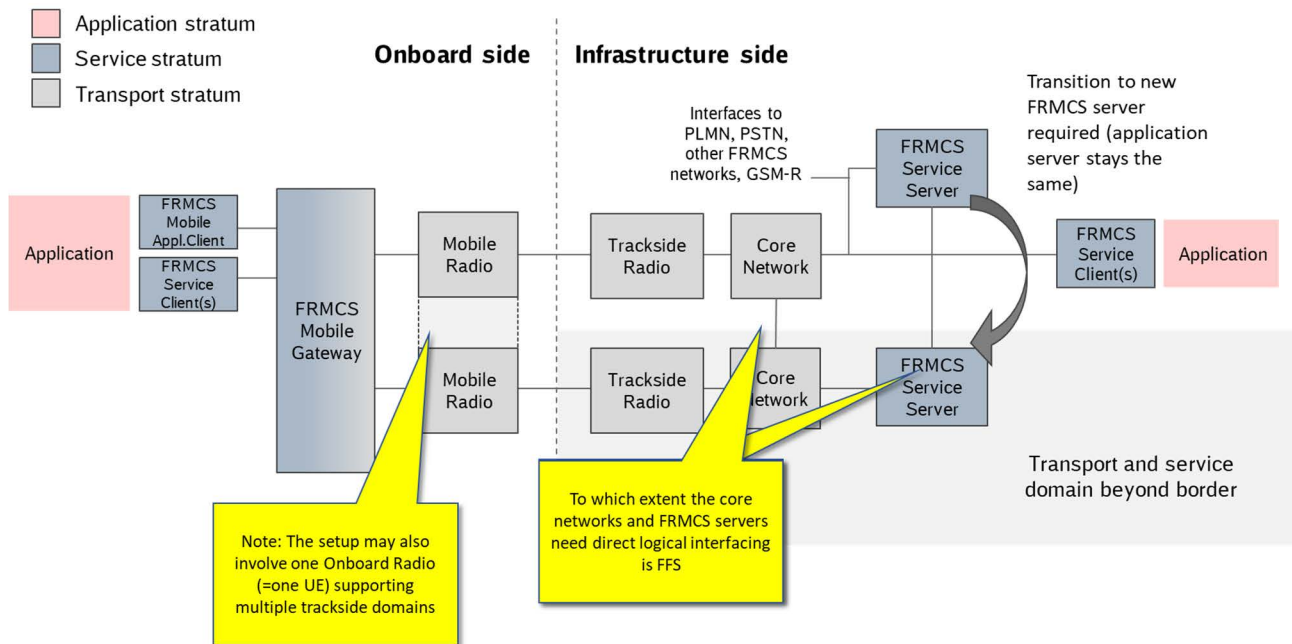 Application stratum
Service stratum
Transport stratum
Onboard side
Infrastructure side
Interfaces to
PLMN, PSTN,
other FRMCS
networks, GSM-R
FRMCS
Service
Server
Transition to new
FRMCS server
required (application
server stays the
same)
Application
FRMCS
Mobile
Appl.Client
FRMCS
Service
Client(s)
FRMCS
Mobile
Gateway
Mobile
Radio
Trackside
Radio
Core
Network
FRMCS
Service
Client(s)
Application
Mobile
Radio
Trackside
Radio
Core
Network
FRMCS
Service
Server
Transport and service
domain beyond border
Note: The setup may also
involve one Onboard Radio
(=one UE) supporting
multiple trackside domains
To which extent the core
networks and FRMCS servers
need direct logical interfacing
is FFS